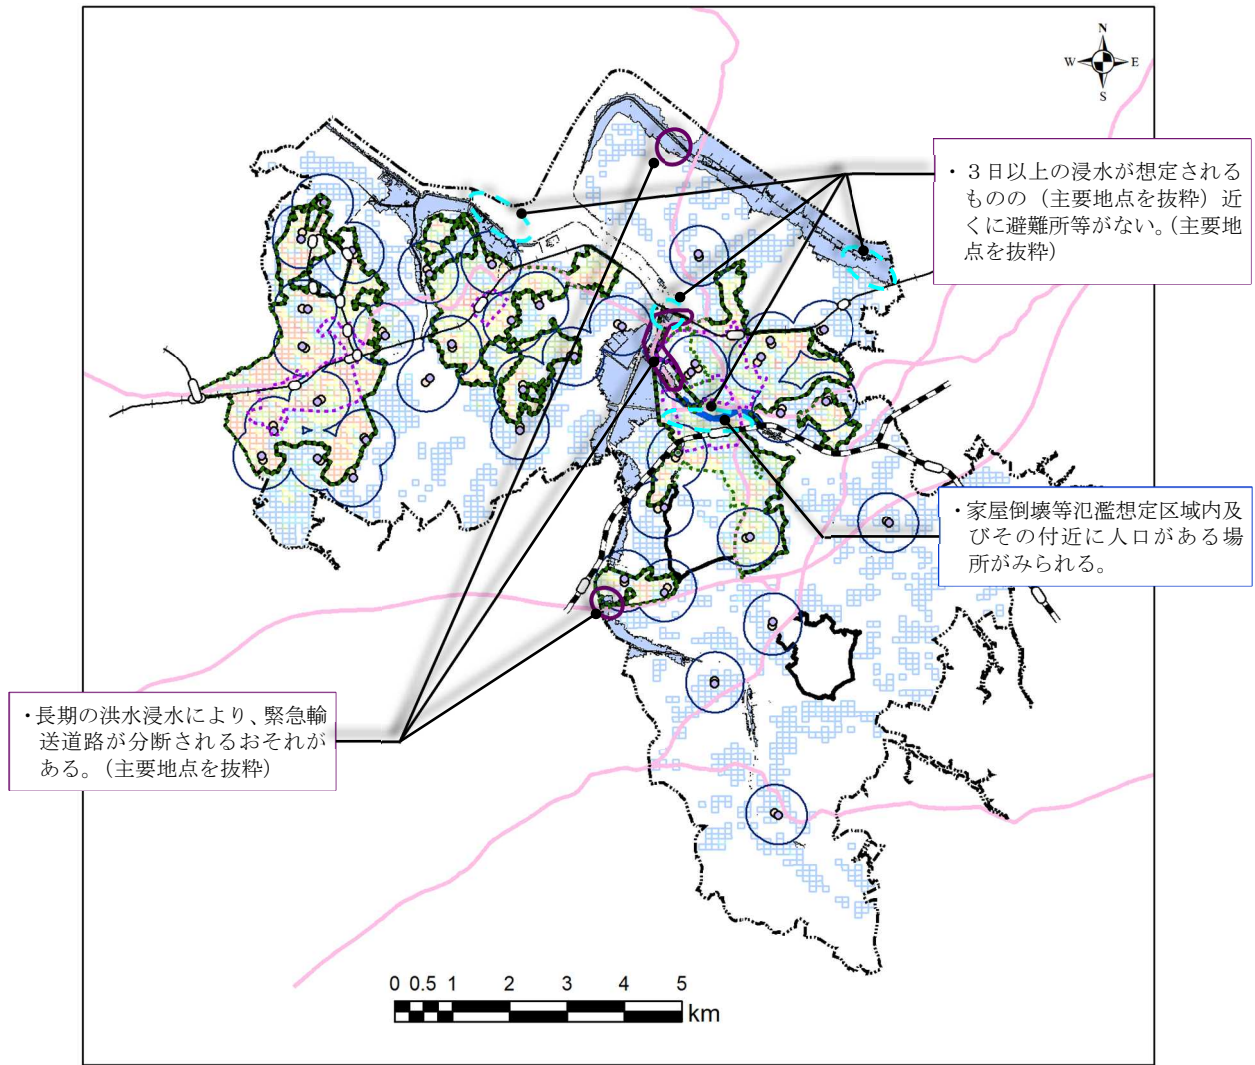 N
W E
S
・３日以上の浸水が想定される
ものの（主要地点を抜粋）近
くに避難所等がない。（主要地
点を抜粋）
・家屋倒壊等氾濫想定区域内及
びその付近に人口がある場
所がみられる。
・長期の洪水浸水により、緊急輸
送道路が分断されるおそれが
ある。（主要地点を抜粋）
0 0.5 1 2 3 4 5
km